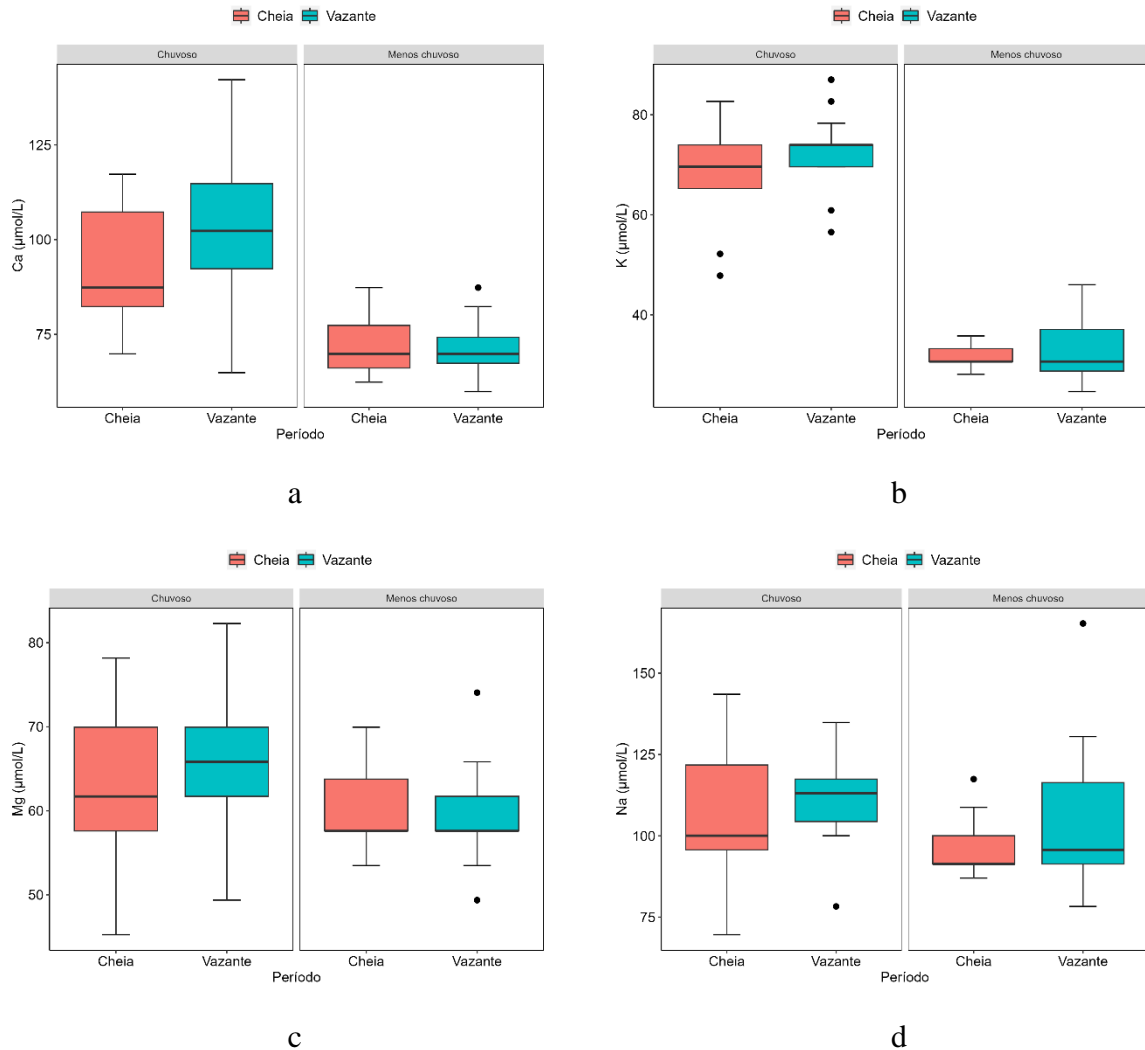 Cheia Vazante
Chuvoso Menos chuvoso
Ca (µmol/L)
125
100
75
Cheia Vazante Cheia Vazante
Período
a
Cheia Vazante
Chuvoso Menos chuvoso
K (µmol/L)
80
60
40
Cheia Vazante Cheia Vazante
Período
b
Cheia Vazante
Chuvoso Menos chuvoso
Mg (µmol/L)
80
70
60
50
Cheia Vazante Cheia Vazante
Período
c
Cheia Vazante
Chuvoso Menos chuvoso
Na (µmol/L)
150
125
100
75
Cheia Vazante Cheia Vazante
Período
d